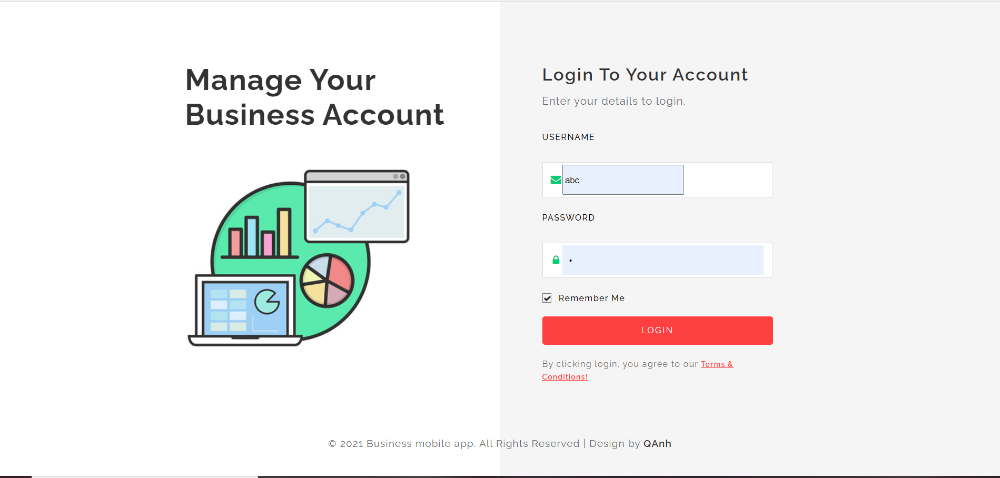 Manage Your
Business Account
Login To Your Account
Enter your details to login.
USERNAME
abc
PASSWORD
•
Remember Me
LOGIN
By clicking login, you agree to our Terms &
Conditions!
© 2021 Business mobile app. All Rights Reserved | Design by QAnh